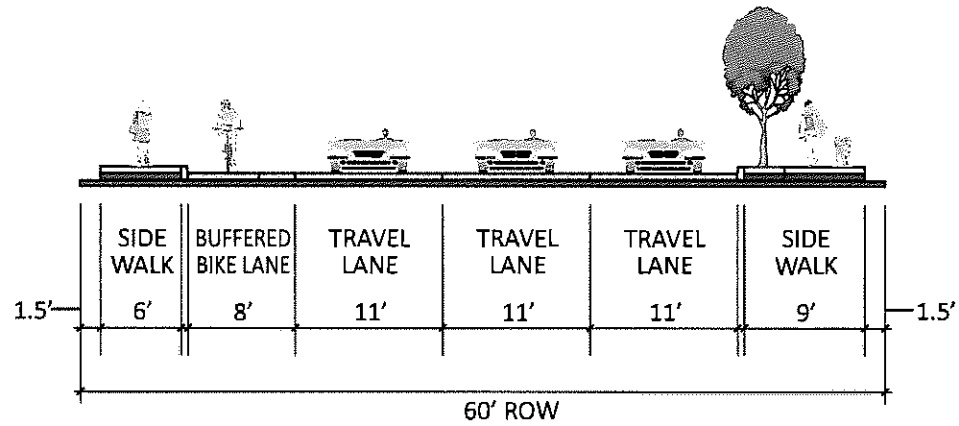 SIDE
WALK
6'
BUFFERED
BIKE LANE
8'
TRAVEL
LANE
11'
TRAVEL
LANE
11'
TRAVEL
LANE
11'
SIDE
WALK
9'
1.5'
1.5'
60' ROW